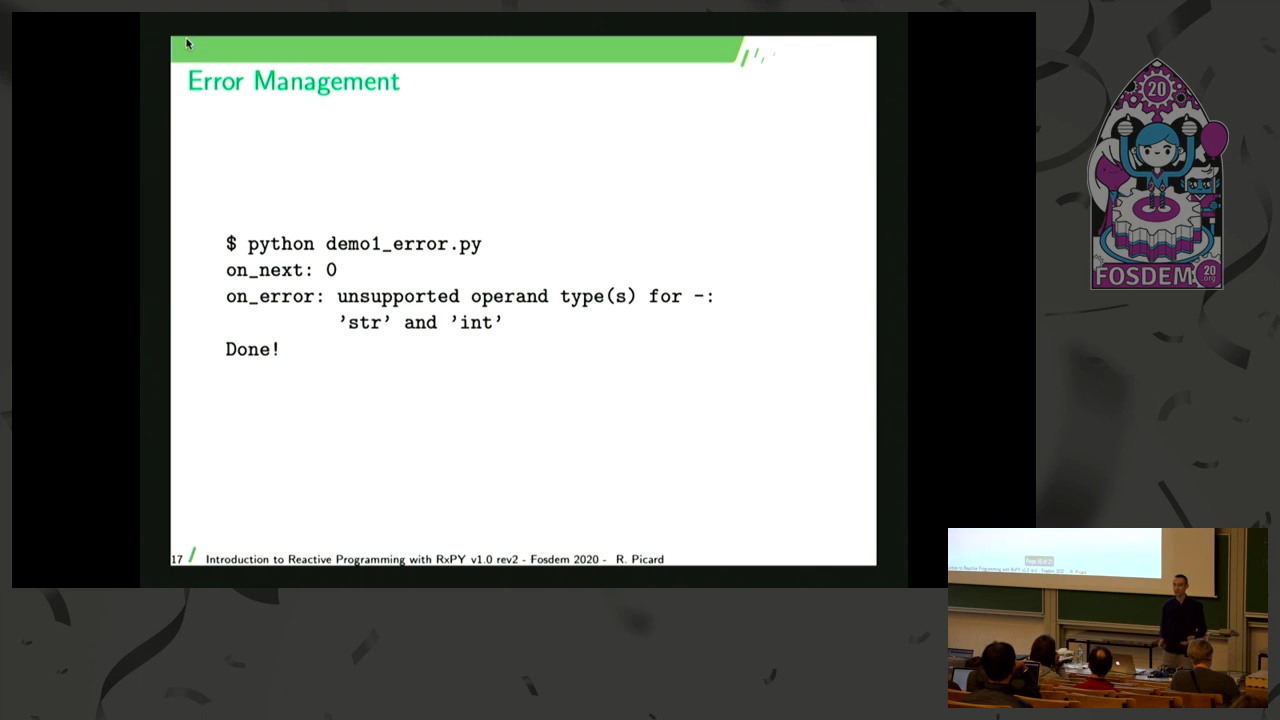 Error Management
$ python demo1_error.py
on_next: 0
on_error: unsupported operand type(s) for -:
'str' and 'int'
Done!
17 / Introduction to Reactive Programming with RxPY v1.0 rev2 - Fosdem 2020 - R. Picard
20
FOSDEM 20
.org